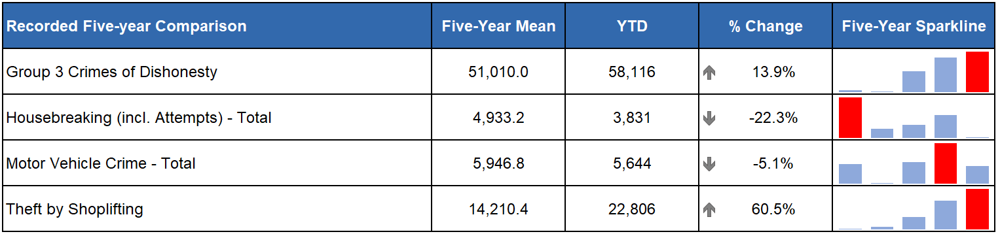 Recorded Five-year Comparison Five-Year Mean YTD % Change Five-Year Sparkline
Group 3 Crimes of Dishonesty 51,010.0 58,116 13.9%
Housebreaking (incl. Attempts) - Total 4,933.2 3,831 -22.3%
Motor Vehicle Crime - Total 5,946.8 5,644 -5.1%
Theft by Shoplifting 14,210.4 22,806 60.5%